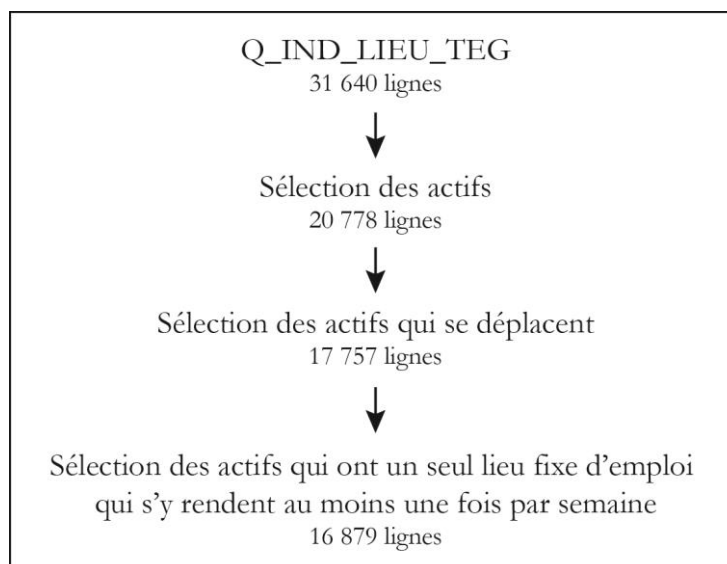 Q_IND_LIEU_TEG
31 640 lignes
Sélection des actifs
20 778 lignes
Sélection des actifs qui se déplacent
17 757 lignes
Sélection des actifs qui ont un seul lieu fixe d’emploi
qui s’y rendent au moins une fois par semaine
16 879 lignes